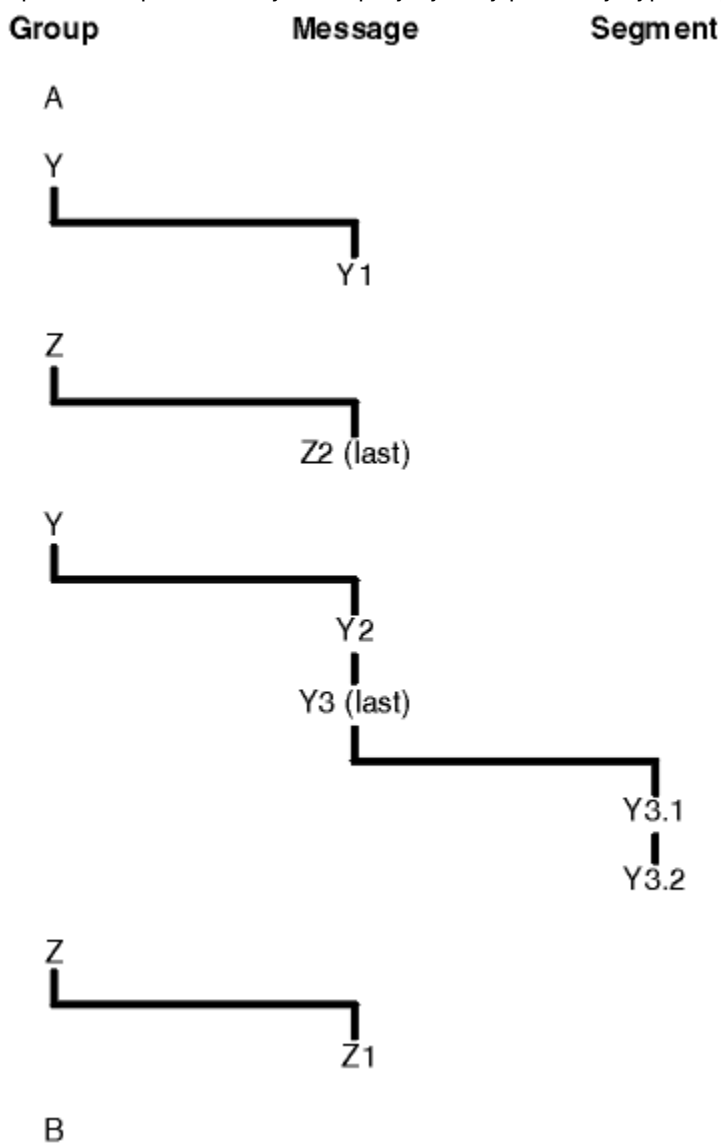 Group Message Segment
A
Y
Y1
Z
Z2 (last)
Y
Y2
Y3 (last)
Y3.1
Y3.2
Z
Z1
B